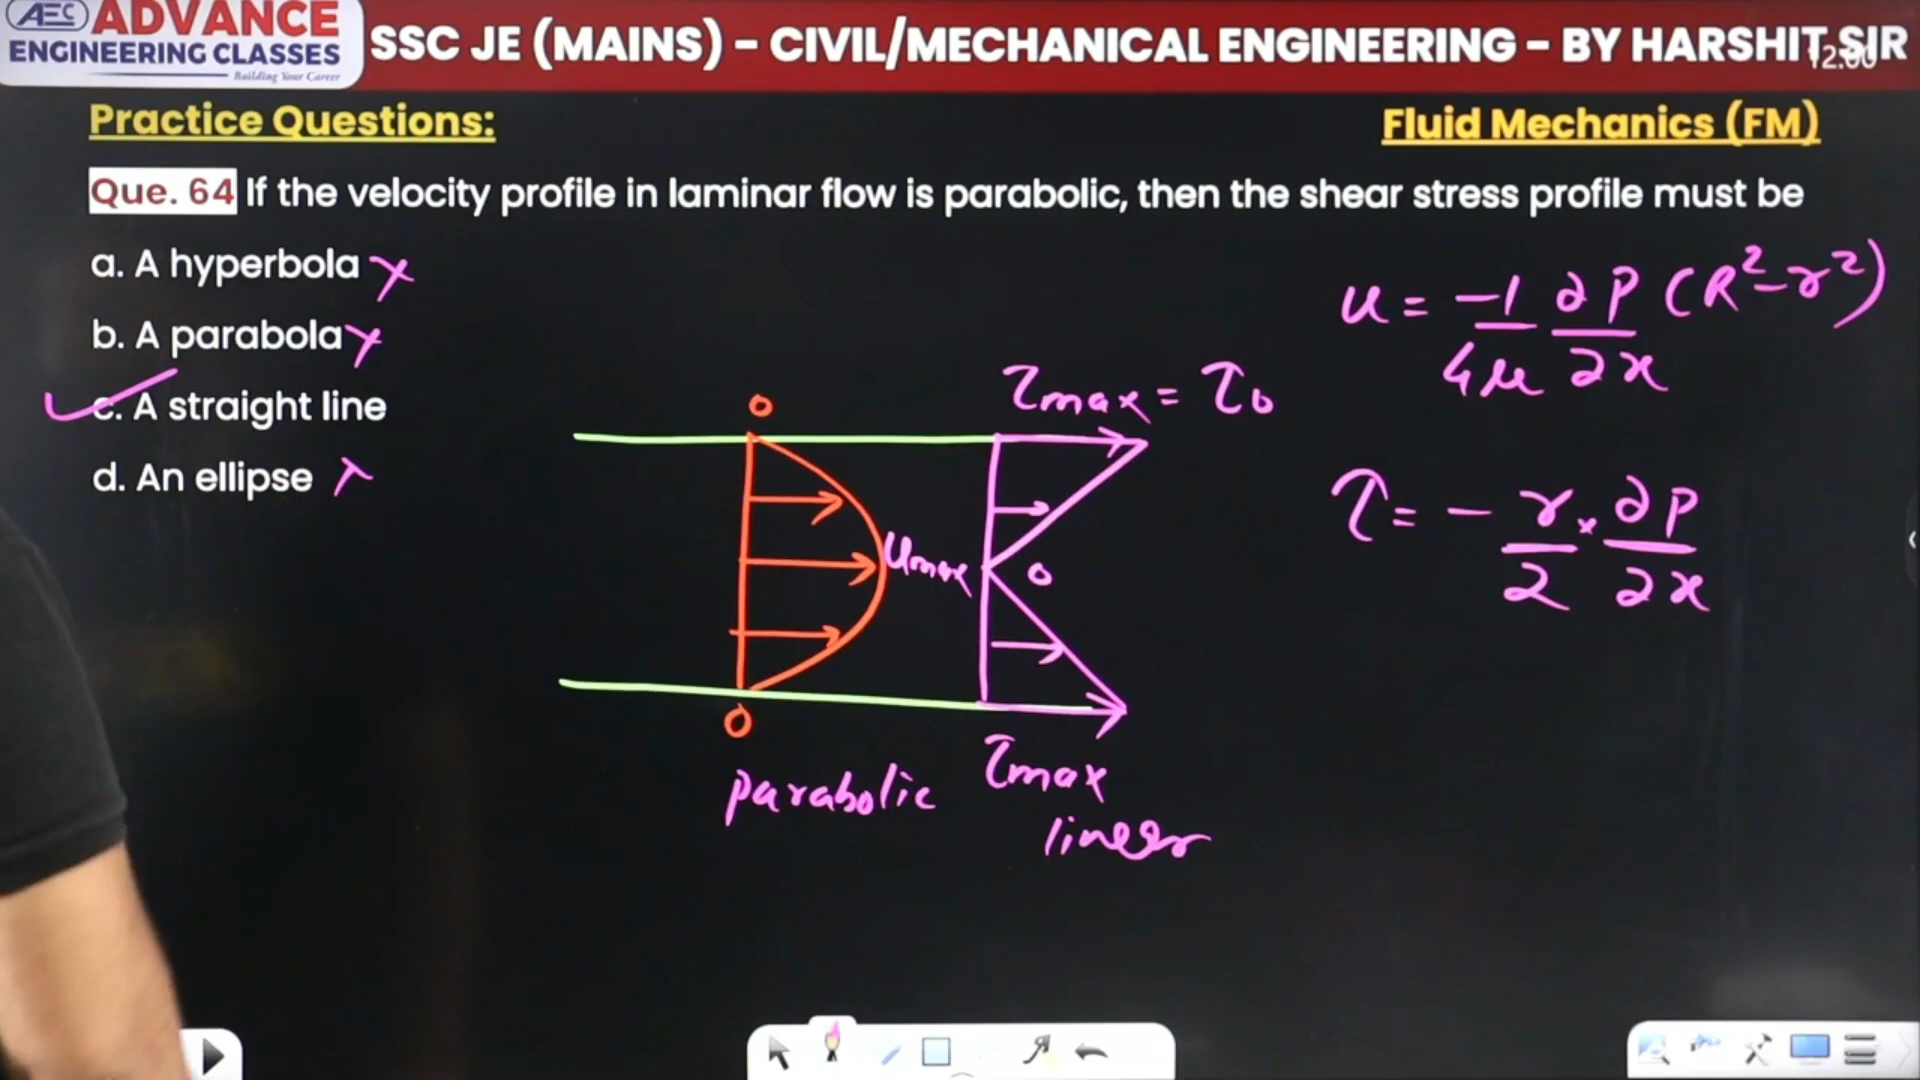 AEC ADVANCE
ENGINEERING CLASSES
Building Your Career
SSC JE (MAINS) - CIVIL/MECHANICAL ENGINEERING - BY HARSHIT SIR
12:00
Practice Questions:
Fluid Mechanics (FM)
Que. 64 If the velocity profile in laminar flow is parabolic, then the shear stress profile must be
a. A hyperbola
b. A parabola
c. A straight line
d. An ellipse
u = -1/4μ ∂P/∂x (R²-r²)
τmax = τ0
τ = - r/2 × ∂P/∂x
0
umax
0
0
τmax
parabolic
linear